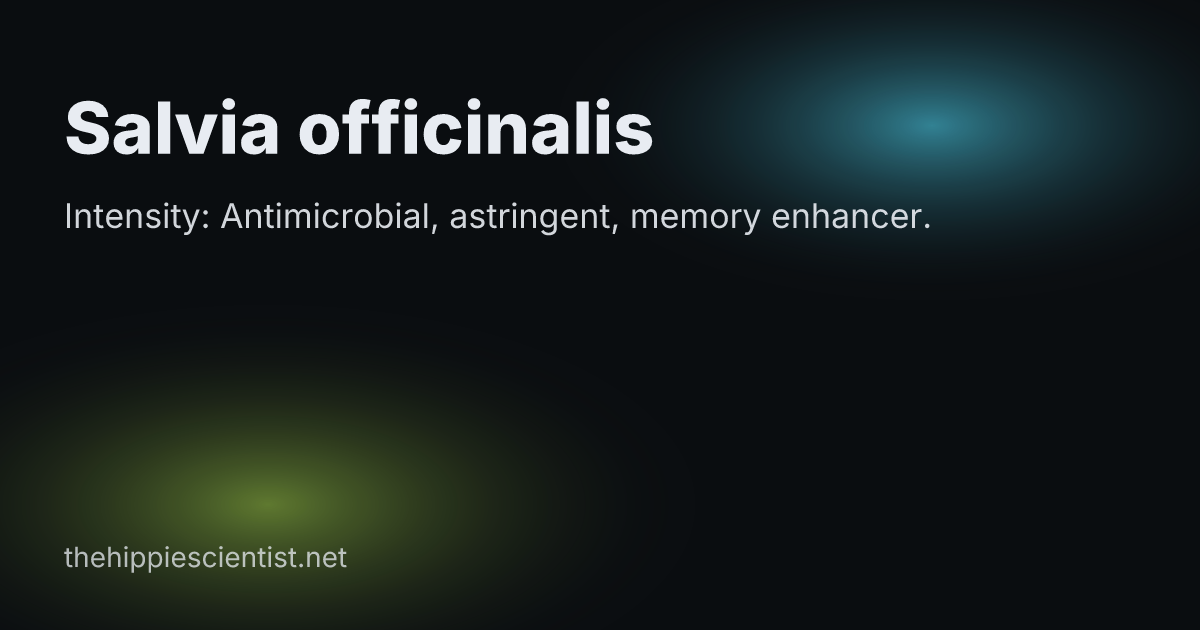 Salvia officinalis
Intensity: Antimicrobial, astringent, memory enhancer.
thehippiescientist.net